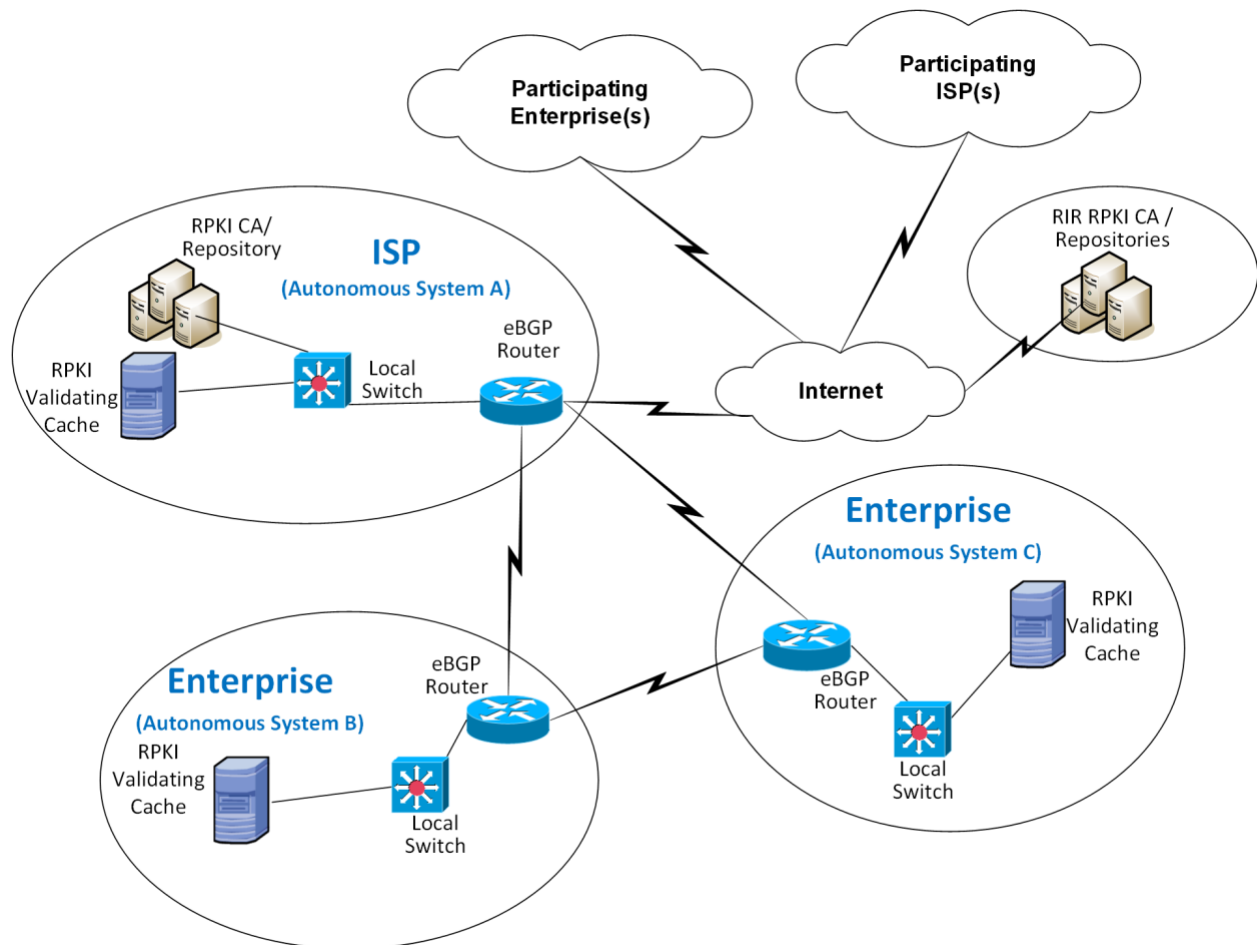 Participating
Enterprise(s)
Participating
ISP(s)
RPKI CA/
Repository
ISP
(Autonomous System A)
RIR RPKI CA /
Repositories
eBGP
Router
RPKI
Validating
Cache
Local
Switch
Internet
Enterprise
(Autonomous System C)
RPKI
Validating
Cache
eBGP
Router
Local
Switch
Enterprise
(Autonomous System B)
eBGP
Router
RPKI
Validating
Cache
Local
Switch